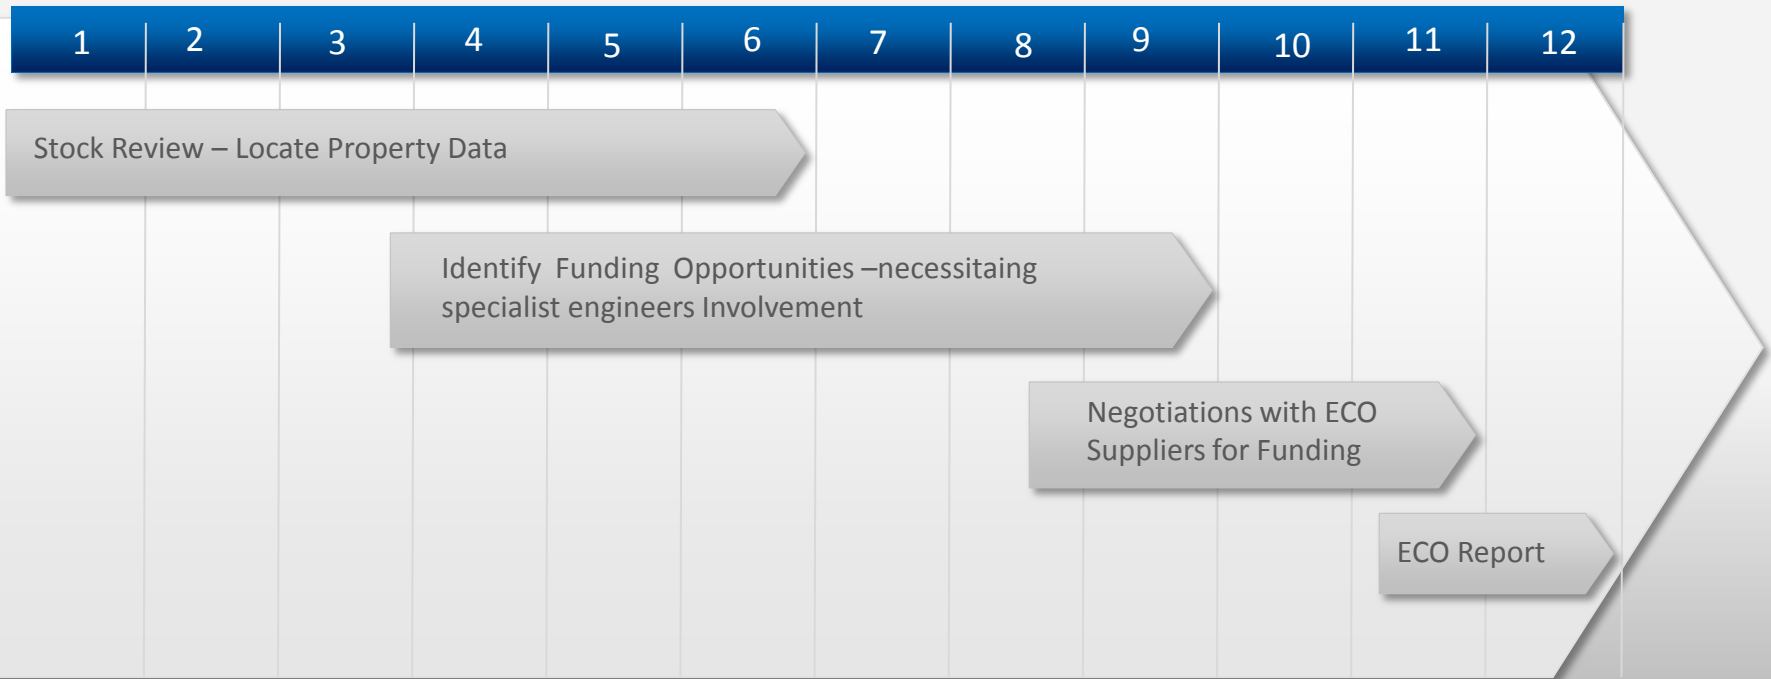 1 2 3 4 5 6 7 8 9 10 11 12
Stock Review – Locate Property Data
Identify Funding Opportunities –necessitaing
specialist engineers Involvement
Negotiations with ECO
Suppliers for Funding
ECO Report